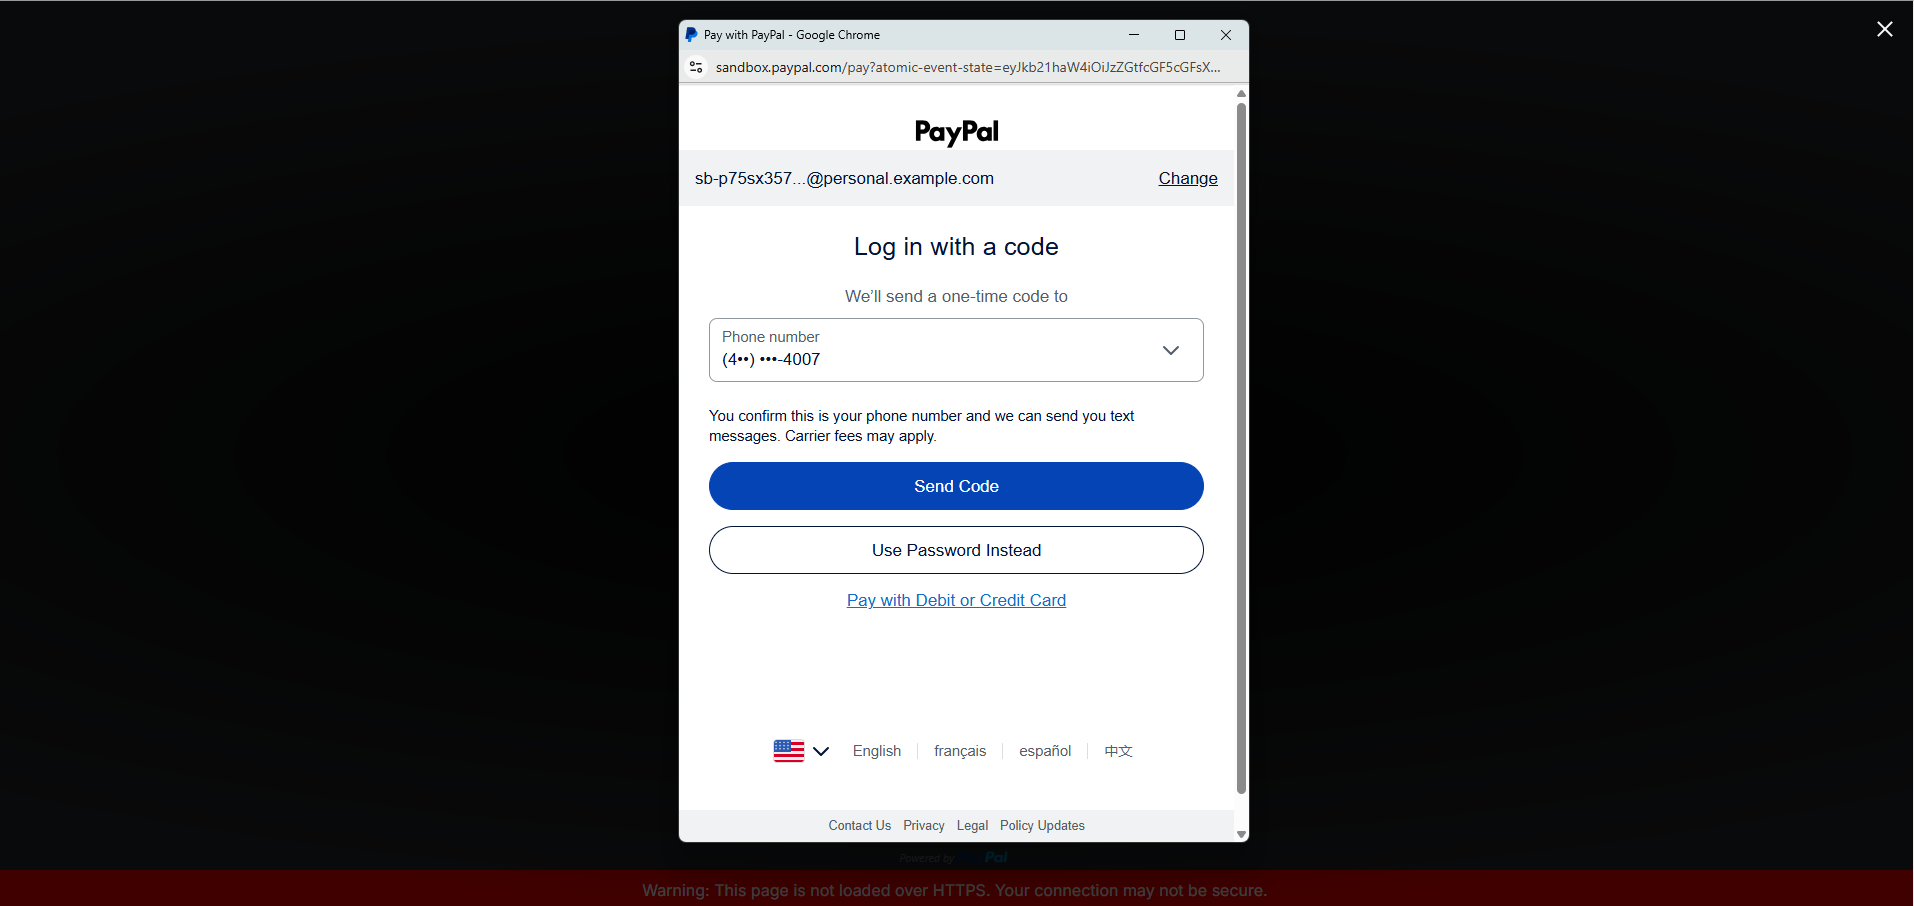 Pay with PayPal - Google Chrome
sandbox.paypal.com/pay?atomic-event-state=eyJkb21haW4iOiJzZGtfcGF5cGFsX...
PayPal
sb-p75sx357...@personal.example.com Change
Log in with a code
We’ll send a one-time code to
Phone number
(4••) •••-4007
You confirm this is your phone number and we can send you text
messages. Carrier fees may apply.
Send Code
Use Password Instead
Pay with Debit or Credit Card
English français español 中文
Contact Us Privacy Legal Policy Updates
Powered by PayPal
Warning: This page is not loaded over HTTPS. Your connection may not be secure.